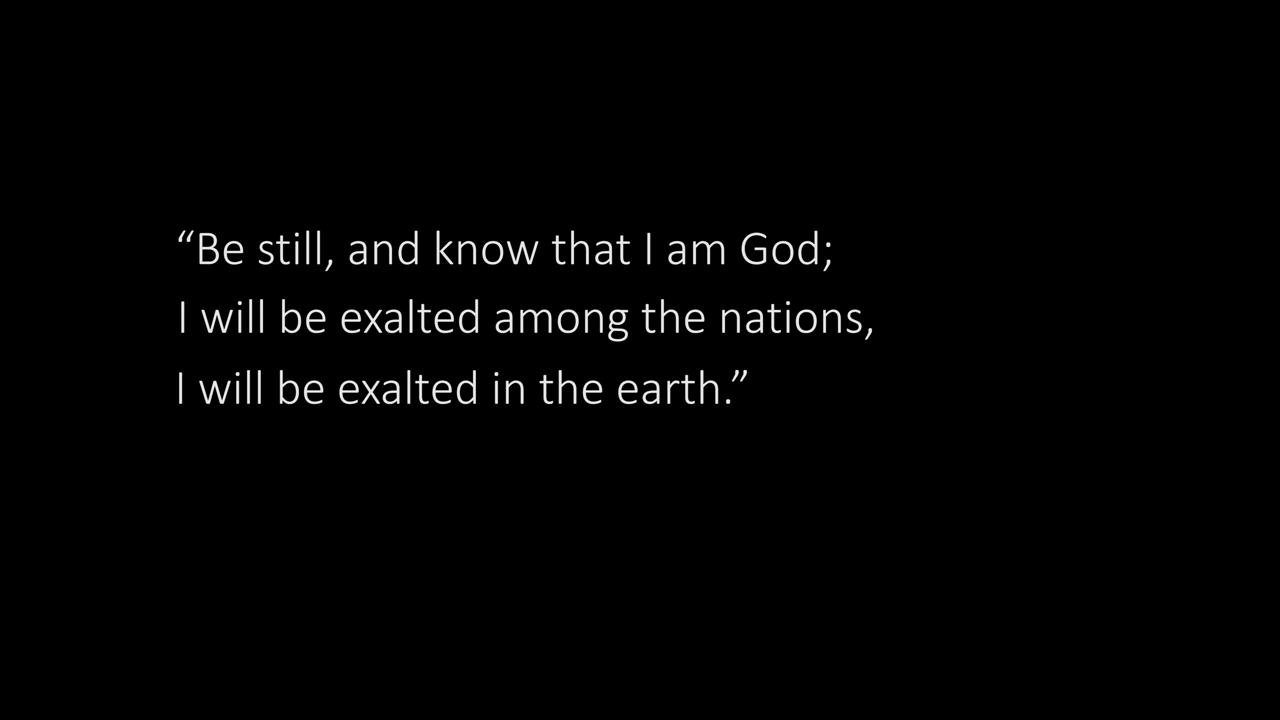 “Be still, and know that I am God;
I will be exalted among the nations,
I will be exalted in the earth.”